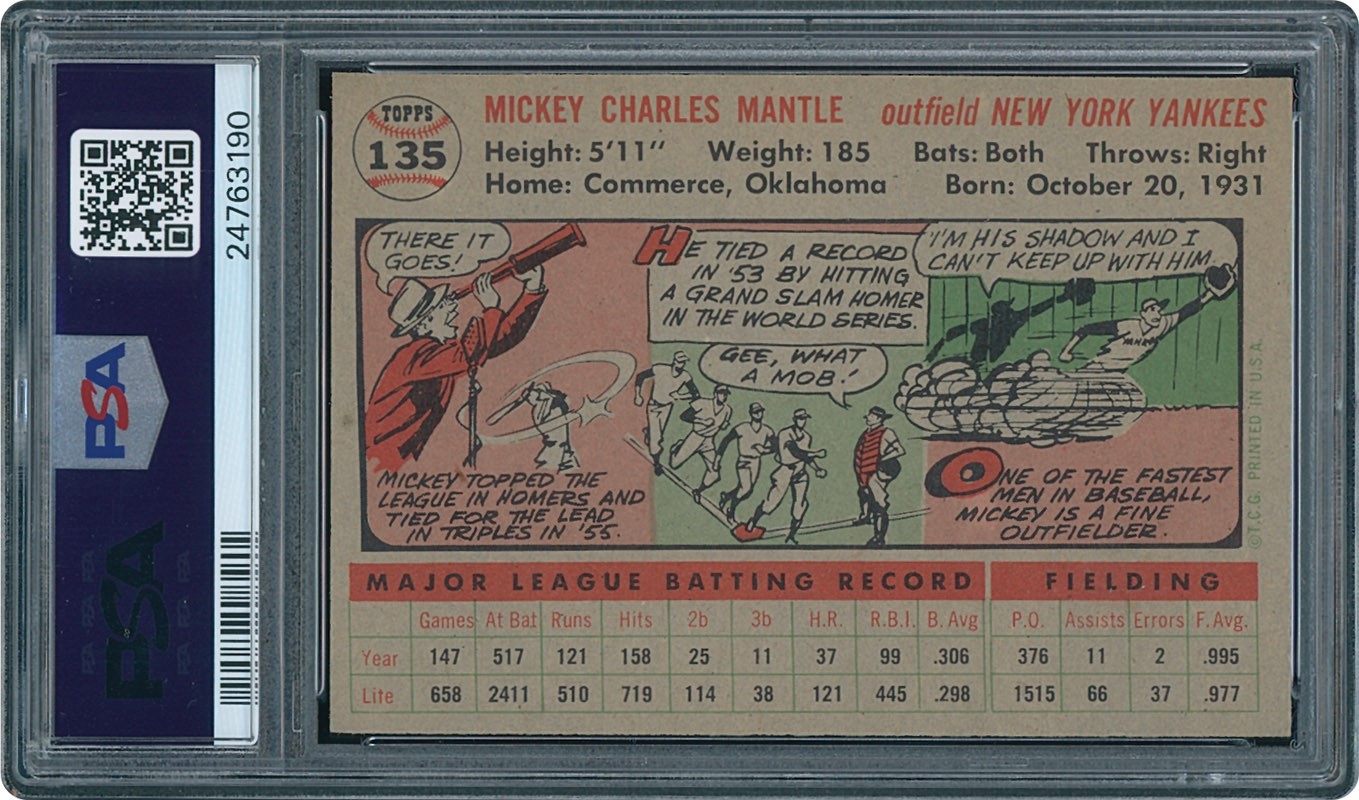 24763190
PSA
PSA
PSA PSA
PSA PSA
TOPPS
135
MICKEY CHARLES MANTLE outfield NEW YORK YANKEES
Height: 5'11" Weight: 185 Bats: Both Throws: Right
Home: Commerce, Oklahoma Born: October 20, 1931
THERE IT
GOES!
MICKEY TOPPED THE
LEAGUE IN HOMERS AND
TIED FOR THE LEAD
IN TRIPLES IN '55.
HE TIED A RECORD
IN '53 BY HITTING
A GRAND SLAM HOMER
IN THE WORLD SERIES.
GEE, WHAT
A MOB!
I'M HIS SHADOW AND I
CAN'T KEEP UP WITH HIM.
ONE OF THE FASTEST
MEN IN BASEBALL,
MICKEY IS A FINE
OUTFIELDER.
©T.C.G. PRINTED IN U.S.A.
MAJOR LEAGUE BATTING RECORD FIELDING
Games At Bat Runs Hits 2b 3b H.R. R.B.I. B. Avg P.O. Assists Errors F. Avg.
Year 147 517 121 158 25 11 37 99 .306 376 11 2 .995
Life 658 2411 510 719 114 38 121 445 .298 1515 66 37 .977